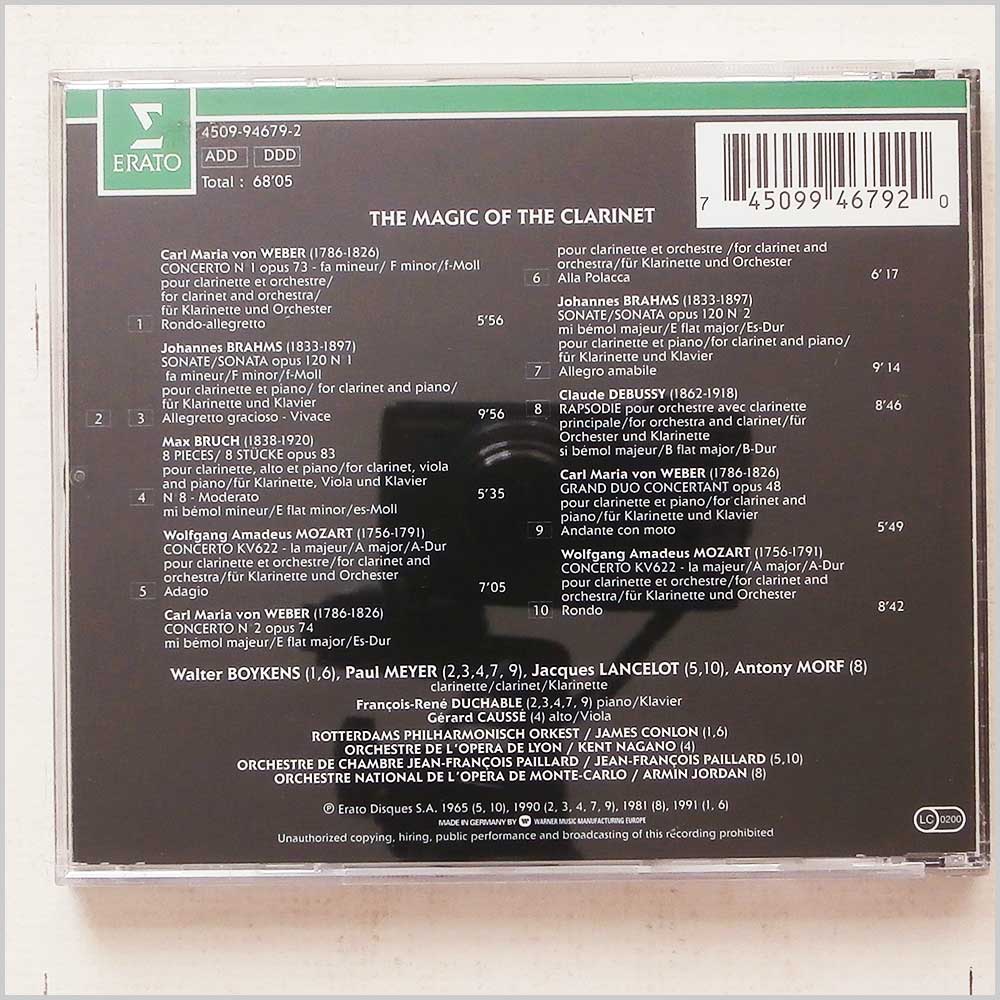 ERATO
4509-94679-2
ADD DDD
Total : 68'05
7 45099 46792 0
THE MAGIC OF THE CLARINET
Carl Maria von WEBER (1786-1826)
CONCERTO N 1 opus 73 - fa mineur/ F minor/f-Moll
pour clarinette et orchestre/
for clarinet and orchestra/
für Klarinette und Orchester
1 Rondo-allegretto 5'56
Johannes BRAHMS (1833-1897)
SONATE/SONATA opus 120 N 1
fa mineur/F minor/f-Moll
pour clarinette et piano/ for clarinet and piano/
für Klarinette und Klavier
2 3 Allegretto gracioso - Vivace 9'56
Max BRUCH (1838-1920)
8 PIECES/ 8 STÜCKE opus 83
pour clarinette, alto et piano/for clarinet, viola
and piano/für Klarinette, Viola und Klavier
4 N 8 - Moderato 5'35
mi bémol mineur/E flat minor/es-Moll
Wolfgang Amadeus MOZART (1756-1791)
CONCERTO KV622 - la majeur/A major/A-Dur
pour clarinette et orchestre/for clarinet and
orchestra/für Klarinette und Orchester
5 Adagio 7'05
Carl Maria von WEBER (1786-1826)
CONCERTO N 2 opus 74
mi bémol majeur/E flat major/Es-Dur
pour clarinette et orchestre /for clarinet and
orchestra/für Klarinette und Orchester
6 Alla Polacca 6'17
Johannes BRAHMS (1833-1897)
SONATE/SONATA opus 120 N 2
mi bémol majeur/E flat major/Es-Dur
pour clarinette et piano/for clarinet and piano/
für Klarinette und Klavier
7 Allegro amabile 9'14
Claude DEBUSSY (1862-1918)
8 RAPSODIE pour orchestre avec clarinette 8'46
principale/for orchestra and clarinet/für
Orchester und Klarinette
si bémol majeur/B flat major/B-Dur
Carl Maria von WEBER (1786-1826)
GRAND DUO CONCERTANT opus 48
pour clarinette et piano/for clarinet and
piano/für Klarinette und Klavier
9 Andante con moto 5'49
Wolfgang Amadeus MOZART (1756-1791)
CONCERTO KV622 - la majeur/A major/A-Dur
pour clarinette et orchestre/for clarinet and
orchestra/für Klarinette und Orchester
10 Rondo 8'42
Walter BOYKENS (1,6), Paul MEYER (2,3,4,7, 9), Jacques LANCELOT (5,10), Antony MORF (8)
clarinette/clarinet/Klarinette
François-René DUCHABLE (2,3,4,7, 9) piano/Klavier
Gérard CAUSSÉ (4) alto/Viola
ROTTERDAMS PHILHARMONISCH ORKEST / JAMES CONLON (1,6)
ORCHESTRE DE L'OPERA DE LYON / KENT NAGANO (4)
ORCHESTRE DE CHAMBRE JEAN-FRANÇOIS PAILLARD / JEAN-FRANÇOIS PAILLARD (5,10)
ORCHESTRE NATIONAL DE L'OPERA DE MONTE-CARLO / ARMIN JORDAN (8)
℗ Erato Disques S.A. 1965 (5, 10), 1990 (2, 3, 4, 7, 9), 1981 (8), 1991 (1, 6)
MADE IN GERMANY BY WARNER MUSIC MANUFACTURING EUROPE
Unauthorized copying, hiring, public performance and broadcasting of this recording prohibited
LC 0200